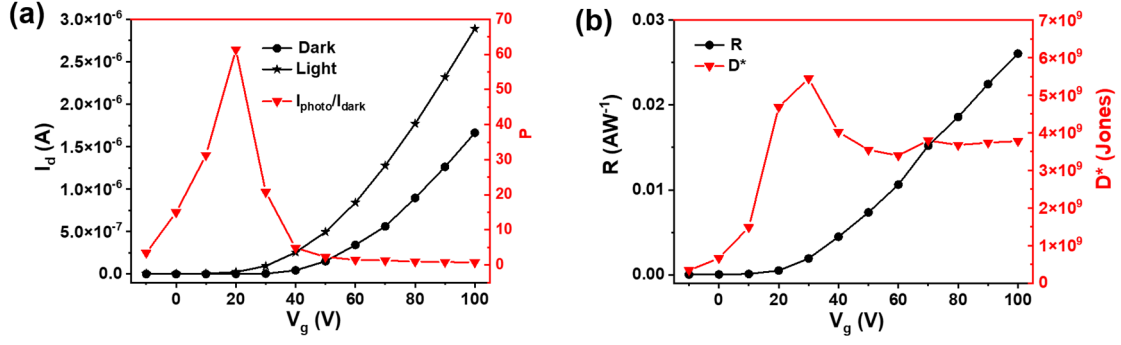 (a)
3.0×10⁻⁶
2.5×10⁻⁶
2.0×10⁻⁶
1.5×10⁻⁶
1.0×10⁻⁶
5.0×10⁻⁷
0.0
I_d (A)
Dark
Light
I_photo/I_dark
70
60
50
40
30
20
10
0
P
0 20 40 60 80 100
V_g (V)
(b)
0.03
0.02
0.01
0.00
R (AW⁻¹)
R
D*
7×10⁹
6×10⁹
5×10⁹
4×10⁹
3×10⁹
2×10⁹
1×10⁹
0
D* (Jones)
0 20 40 60 80 100
V_g (V)